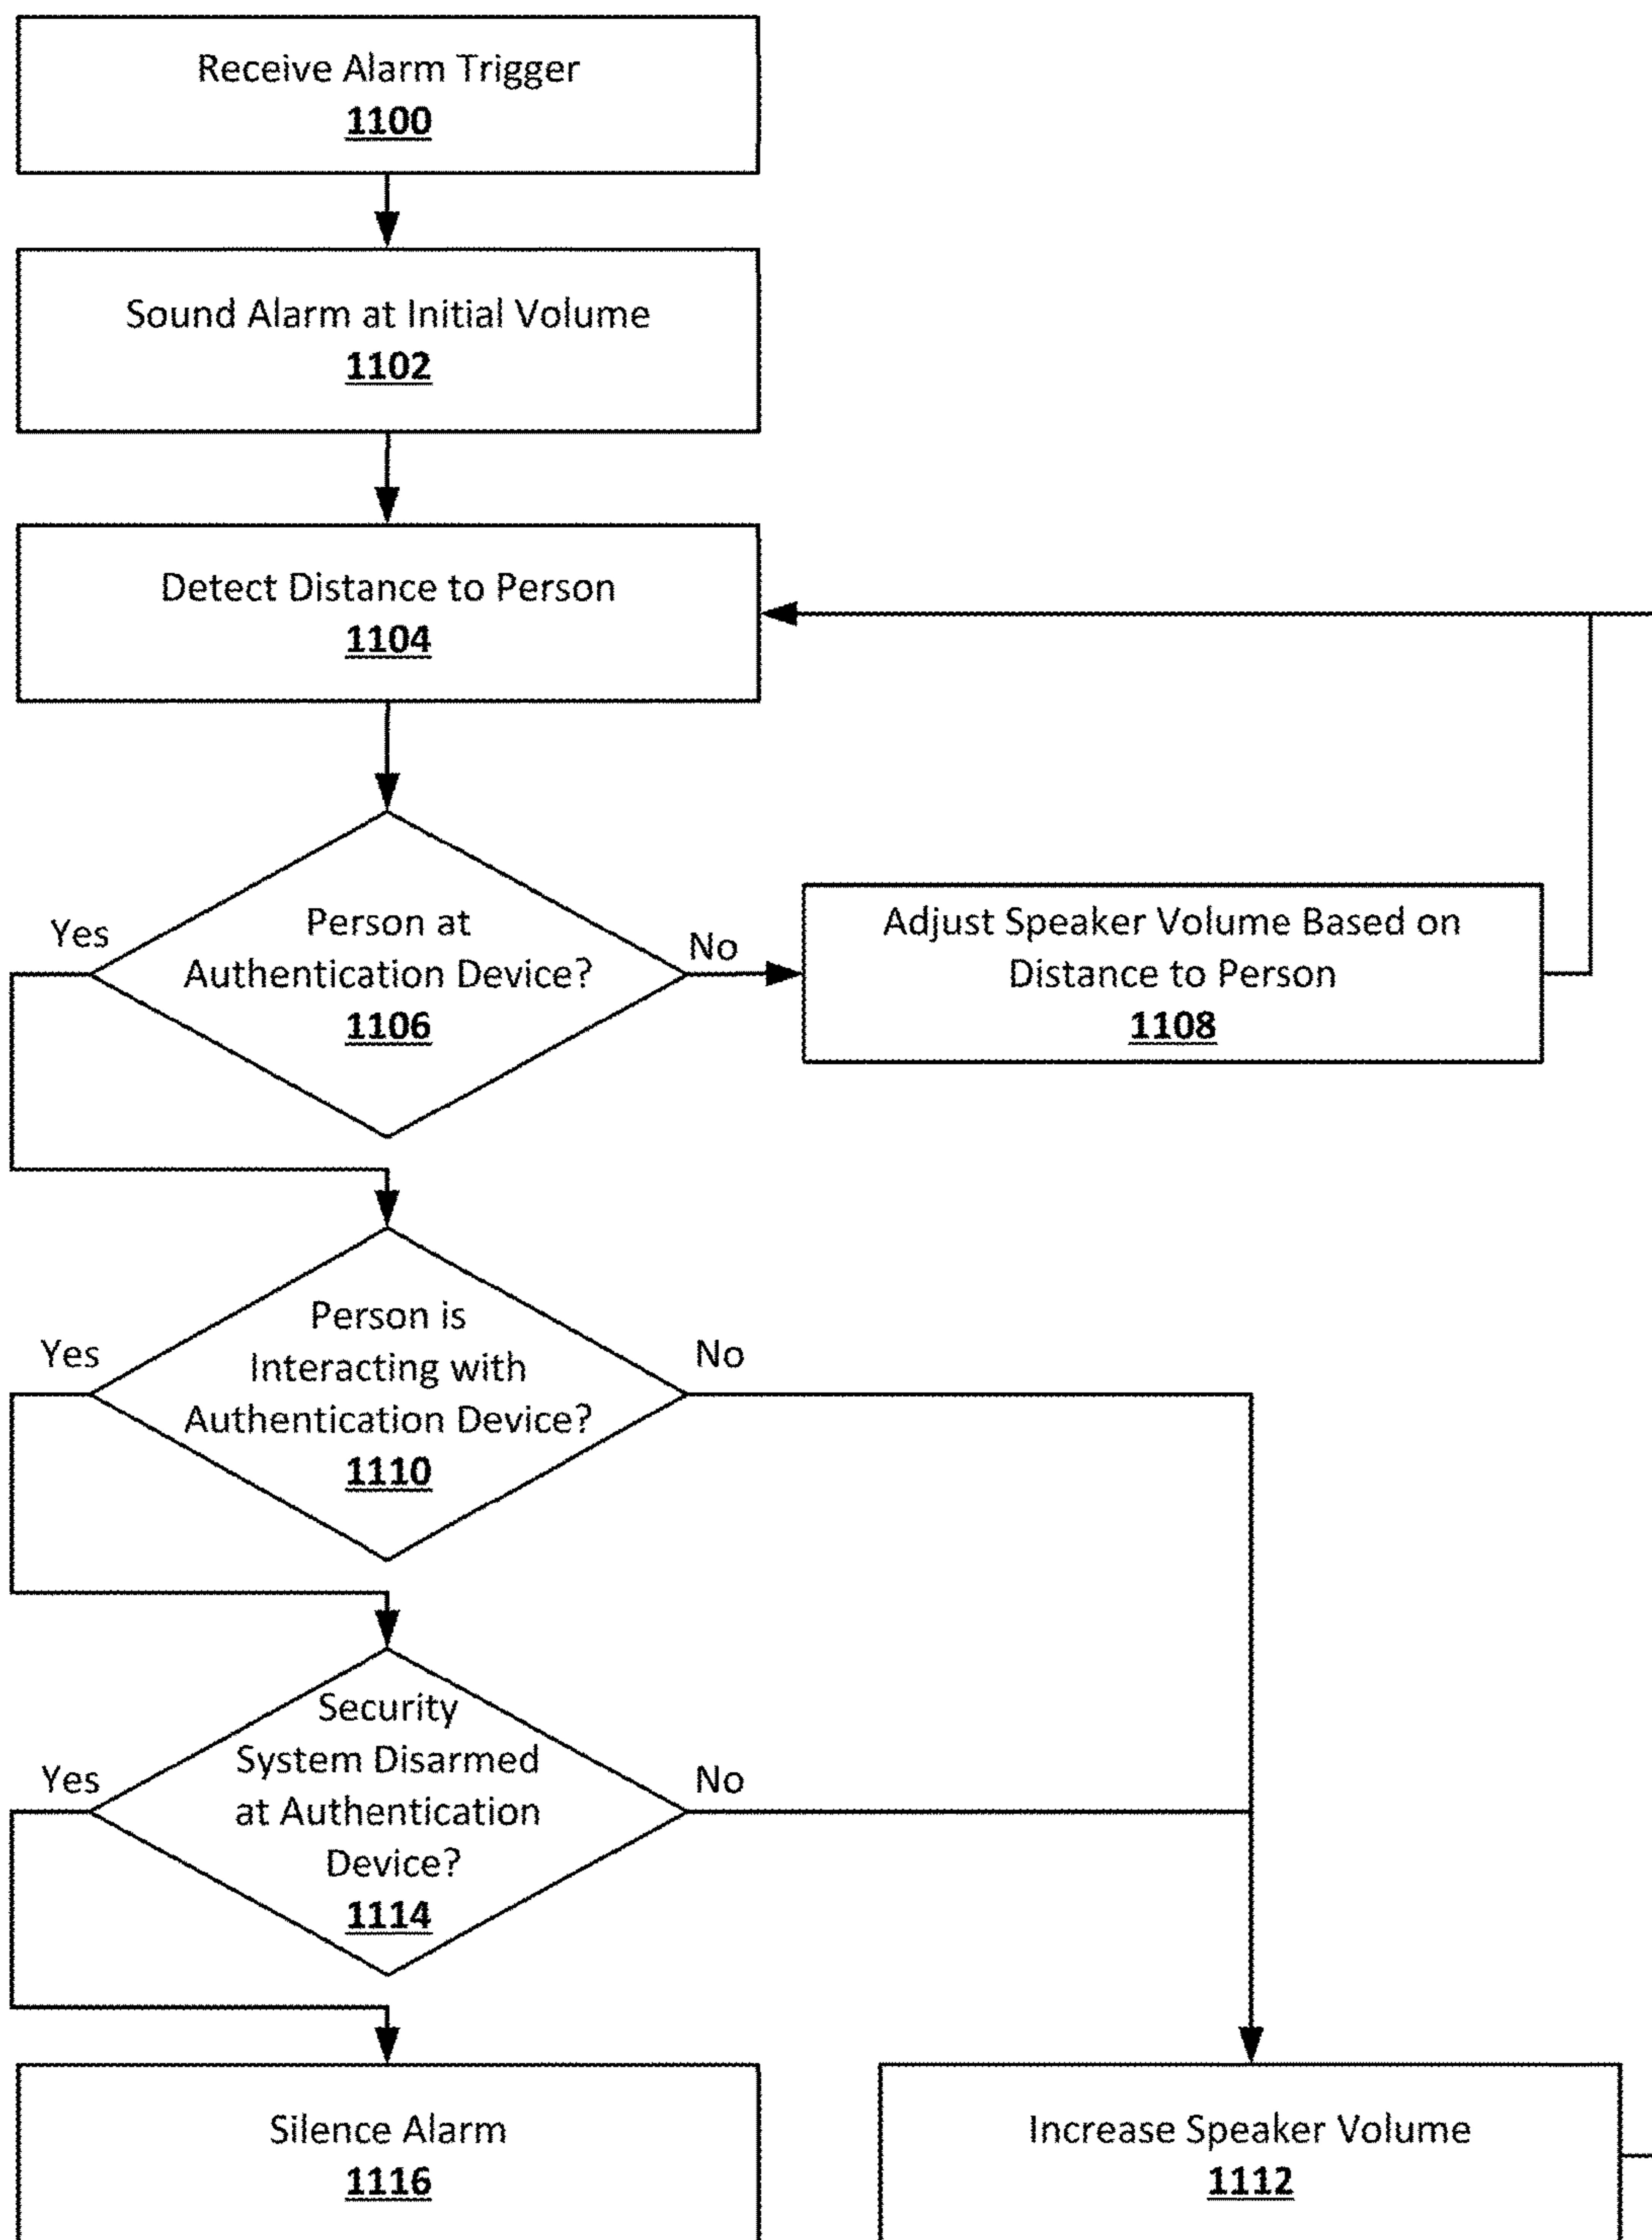 Receive Alarm Trigger
1100
Sound Alarm at Initial Volume
1102
Detect Distance to Person
1104
Yes
Person at
Authentication Device?
1106
No
Adjust Speaker Volume Based on
Distance to Person
1108
Yes
Person is
Interacting with
Authentication Device?
1110
No
Yes
Security
System Disarmed
at Authentication
Device?
1114
No
Silence Alarm
1116
Increase Speaker Volume
1112